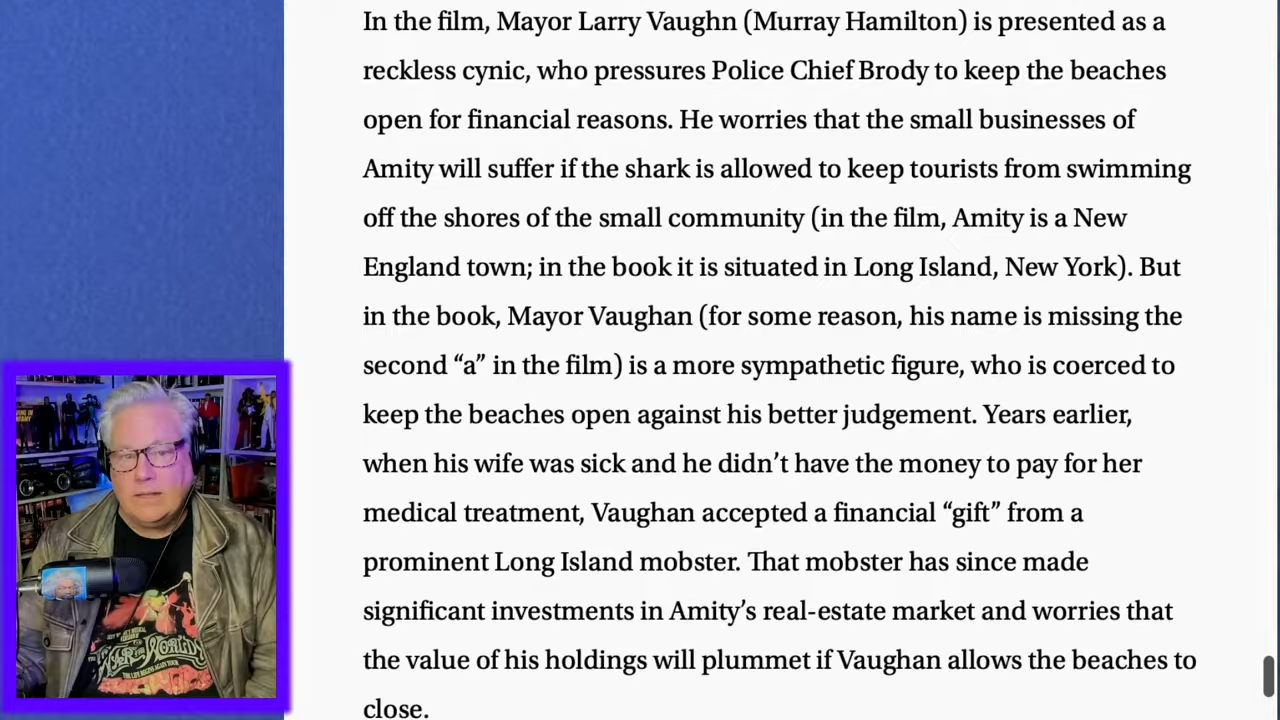 In the film, Mayor Larry Vaughn (Murray Hamilton) is presented as a
reckless cynic, who pressures Police Chief Brody to keep the beaches
open for financial reasons. He worries that the small businesses of
Amity will suffer if the shark is allowed to keep tourists from swimming
off the shores of the small community (in the film, Amity is a New
England town; in the book it is situated in Long Island, New York). But
in the book, Mayor Vaughan (for some reason, his name is missing the
second “a” in the film) is a more sympathetic figure, who is coerced to
keep the beaches open against his better judgement. Years earlier,
when his wife was sick and he didn’t have the money to pay for her
medical treatment, Vaughan accepted a financial “gift” from a
prominent Long Island mobster. That mobster has since made
significant investments in Amity’s real-estate market and worries that
the value of his holdings will plummet if Vaughan allows the beaches to
close.